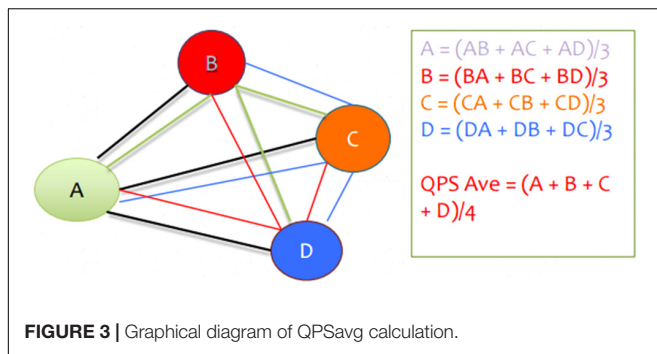 B
C
A
D
A = (AB + AC + AD)/3
B = (BA + BC + BD)/3
C = (CA + CB + CD)/3
D = (DA + DB + DC)/3
QPS Ave = (A + B + C
+ D)/4
FIGURE 3 | Graphical diagram of QPSavg calculation.